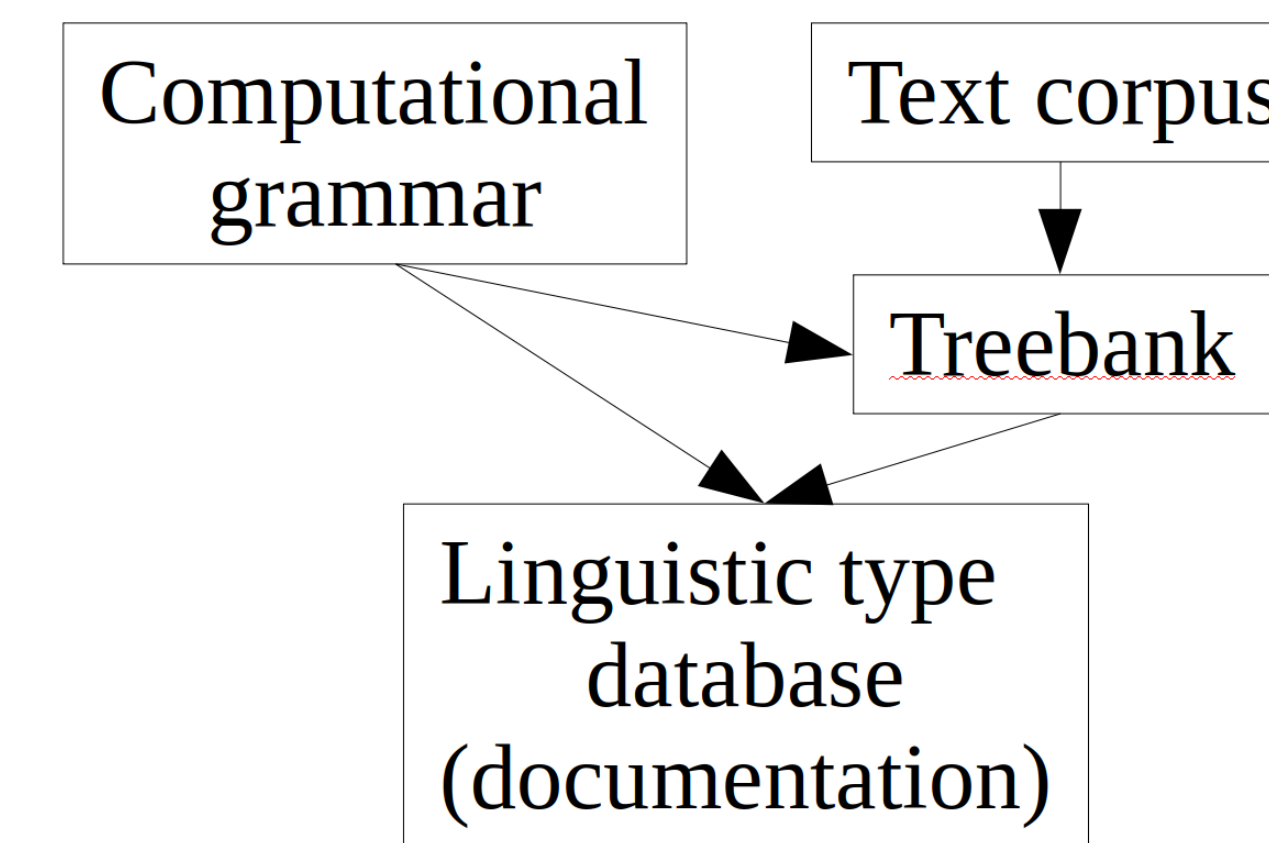 Computational
grammar
Text corpus
Treebank
Linguistic type
database
(documentation)